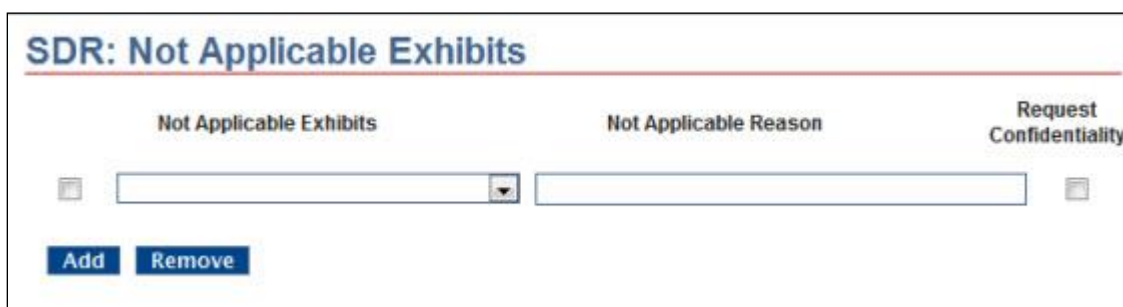 SDR: Not Applicable Exhibits
Not Applicable Exhibits Not Applicable Reason Request Confidentiality
Add Remove